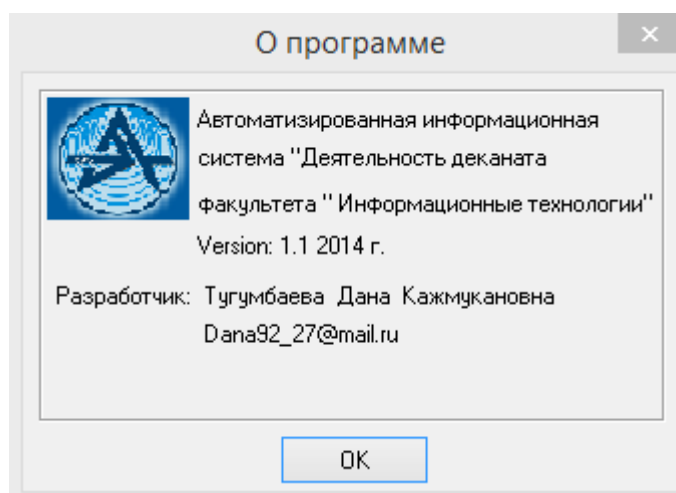 О программе
Автоматизированная информационная
система "Деятельность деканата
факультета " Информационные технологии"
Version: 1.1 2014 г.
Разработчик: Тугумбаева Дана Кажмукановна
Dana92_27@mail.ru
OK